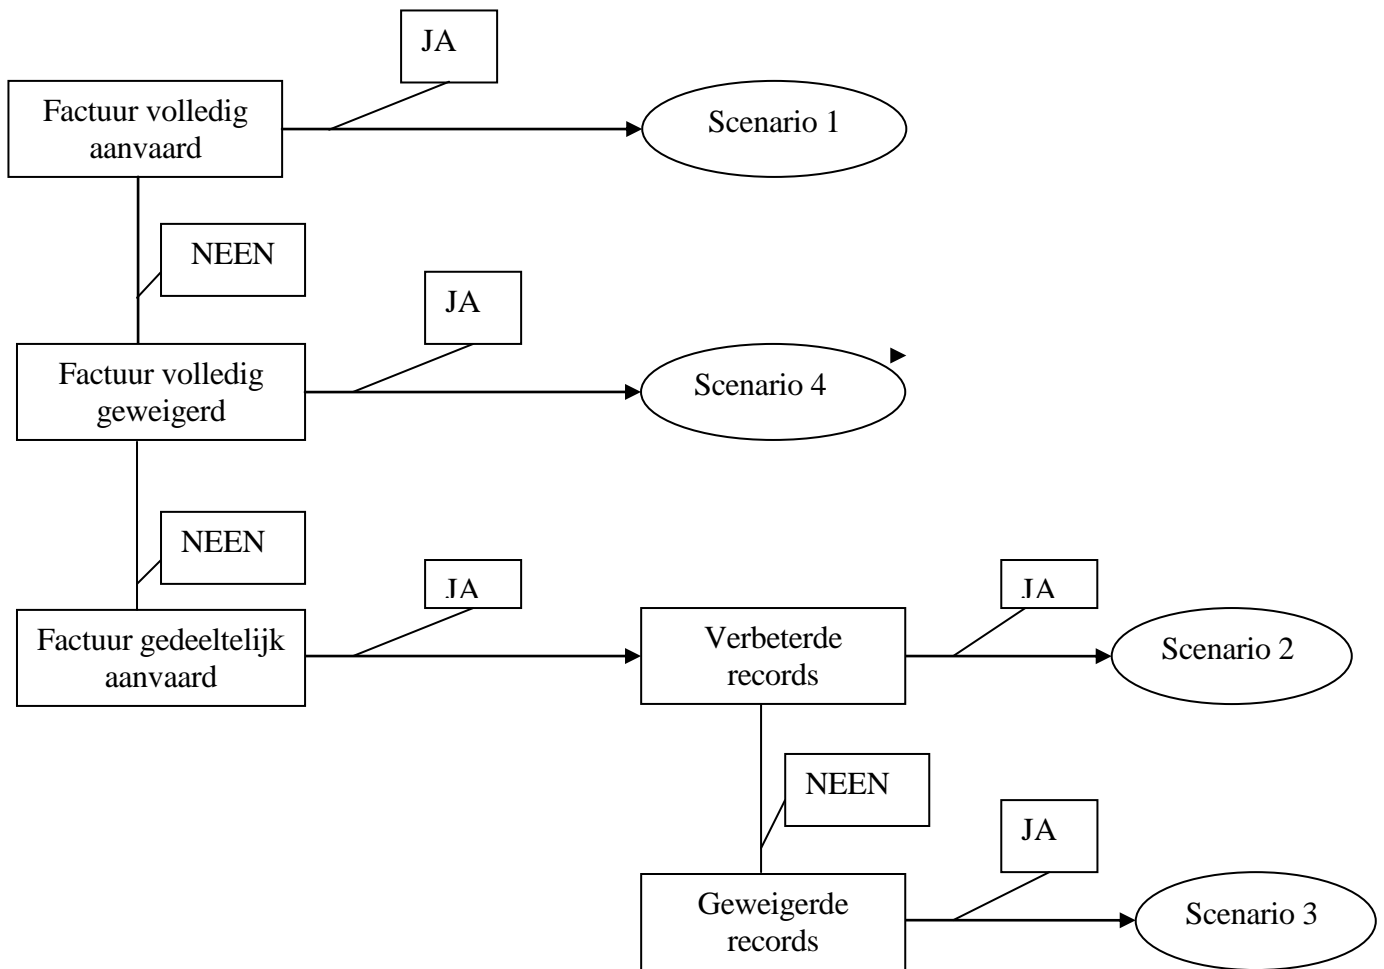 JA
Factuur volledig
aanvaard
Scenario 1
NEEN
JA
Factuur volledig
geweigerd
Scenario 4
NEEN
JA
JA
Factuur gedeeltelijk
aanvaard
Verbeterde
records
Scenario 2
NEEN
JA
Geweigerde
records
Scenario 3